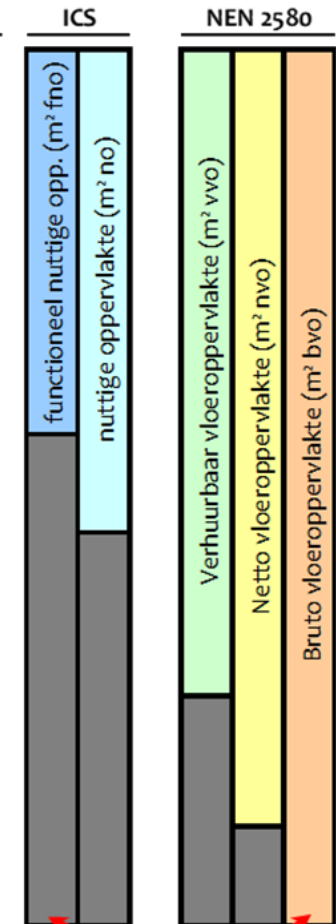 ICS
NEN 2580
functioneel nuttige opp. (m² fno)
nuttige oppervlakte (m² no)
Verhuurbaar vloeroppervlakte (m² vvo)
Netto vloeroppervlakte (m² nvo)
Bruto vloeroppervlakte (m² bvo)